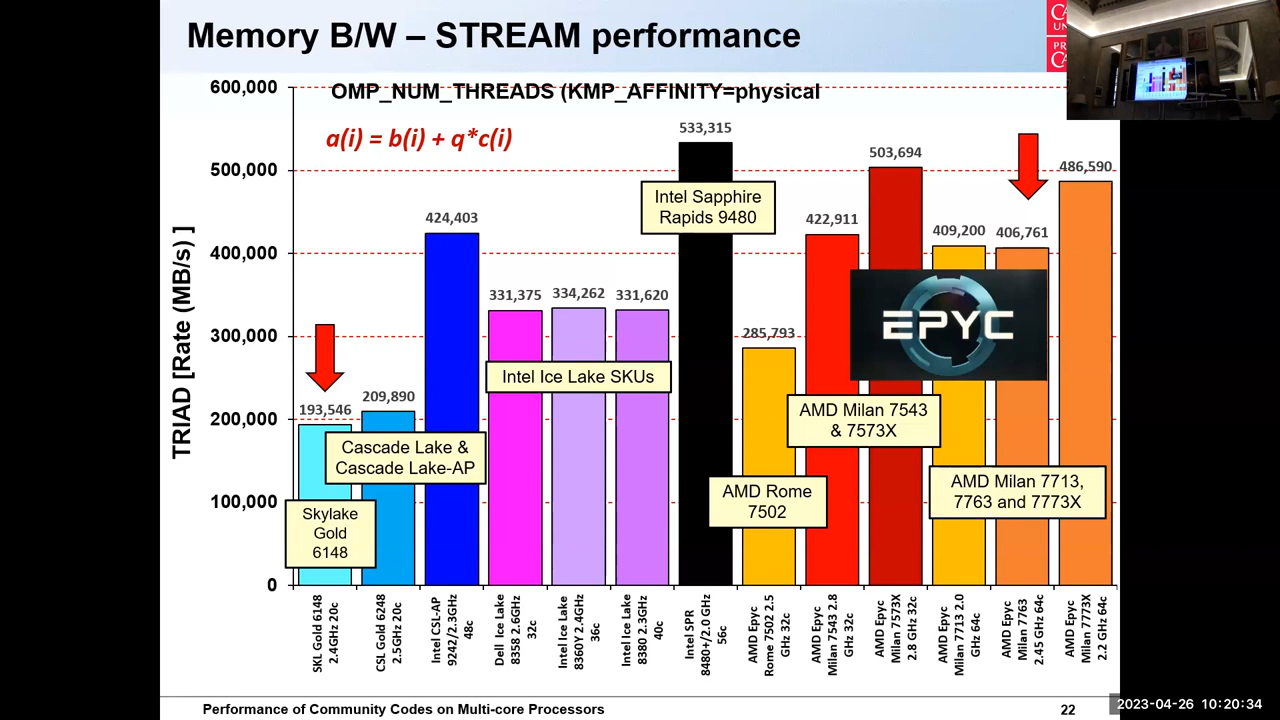 Memory B/W – STREAM performance
OMP_NUM_THREADS (KMP_AFFINITY=physical
a(i) = b(i) + q*c(i)
TRIAD [Rate (MB/s) ]
600,000
500,000
400,000
300,000
200,000
100,000
0
193,546
209,890
424,403
331,375
334,262
331,620
533,315
285,793
422,911
503,694
409,200
406,761
486,590
Skylake
Gold
6148
Cascade Lake &
Cascade Lake-AP
Intel Ice Lake SKUs
Intel Sapphire
Rapids 9480
AMD Rome
7502
AMD Milan 7543
& 7573X
EPYC
AMD Milan 7713,
7763 and 7773X
SKL Gold 6148
2.4GHz 20c
CSL Gold 6248
2.5GHz 20c
Intel CSL-AP
9242/2.3GHz
48c
Dell Ice Lake
8358 2.6GHz
32c
Intel Ice Lake
8360Y 2.4GHz
36c
Intel Ice Lake
8380 2.3GHz
40c
Intel SPR
8480+/2.0 GHz
56c
AMD Epyc
Rome 7502 2.5
GHz 32c
AMD Epyc
Milan 7543 2.8
GHz 32c
AMD Epyc
Milan 7573X
2.8 GHz 32c
AMD Epyc
Milan 7713 2.0
GHz 64c
AMD Epyc
Milan 7763
2.45 GHz 64c
AMD Epyc
Milan 7773X
2.2 GHz 64c
Performance of Community Codes on Multi-core Processors
22
2023-04-26 10:20:34